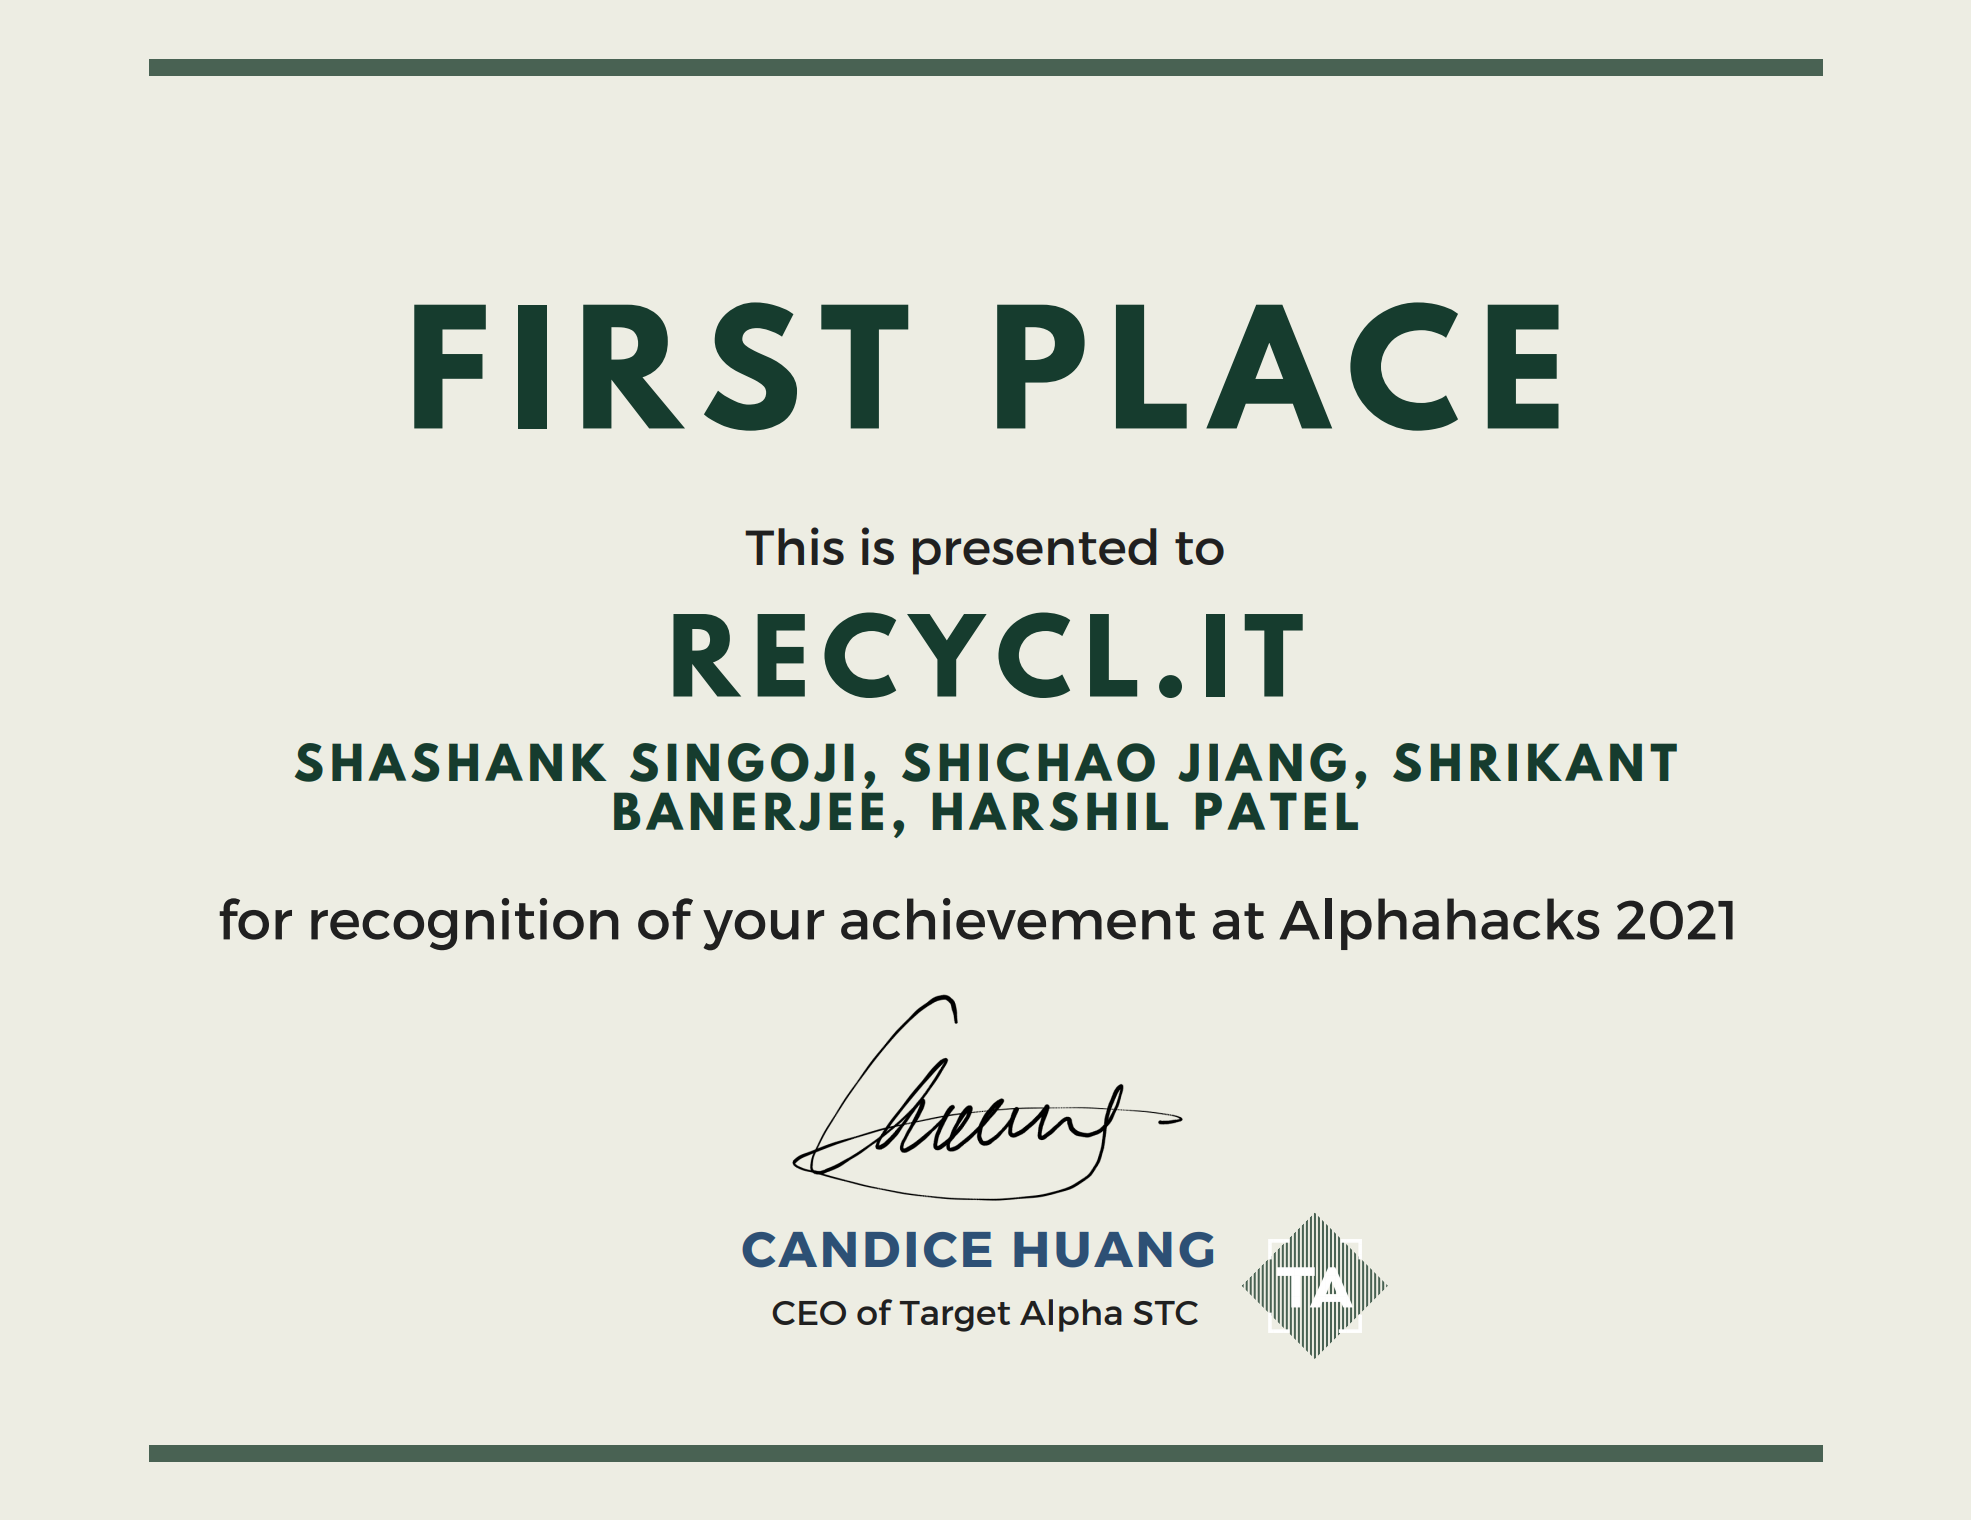 FIRST PLACE
This is presented to
RECYCL.IT
SHASHANK SINGOJI, SHICHAO JIANG, SHRIKANT
BANERJEE, HARSHIL PATEL
for recognition of your achievement at Alphahacks 2021
CANDICE HUANG
CEO of Target Alpha STC
TA